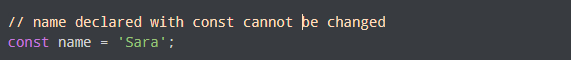 // name declared with const cannot be changed
const name = 'Sara';